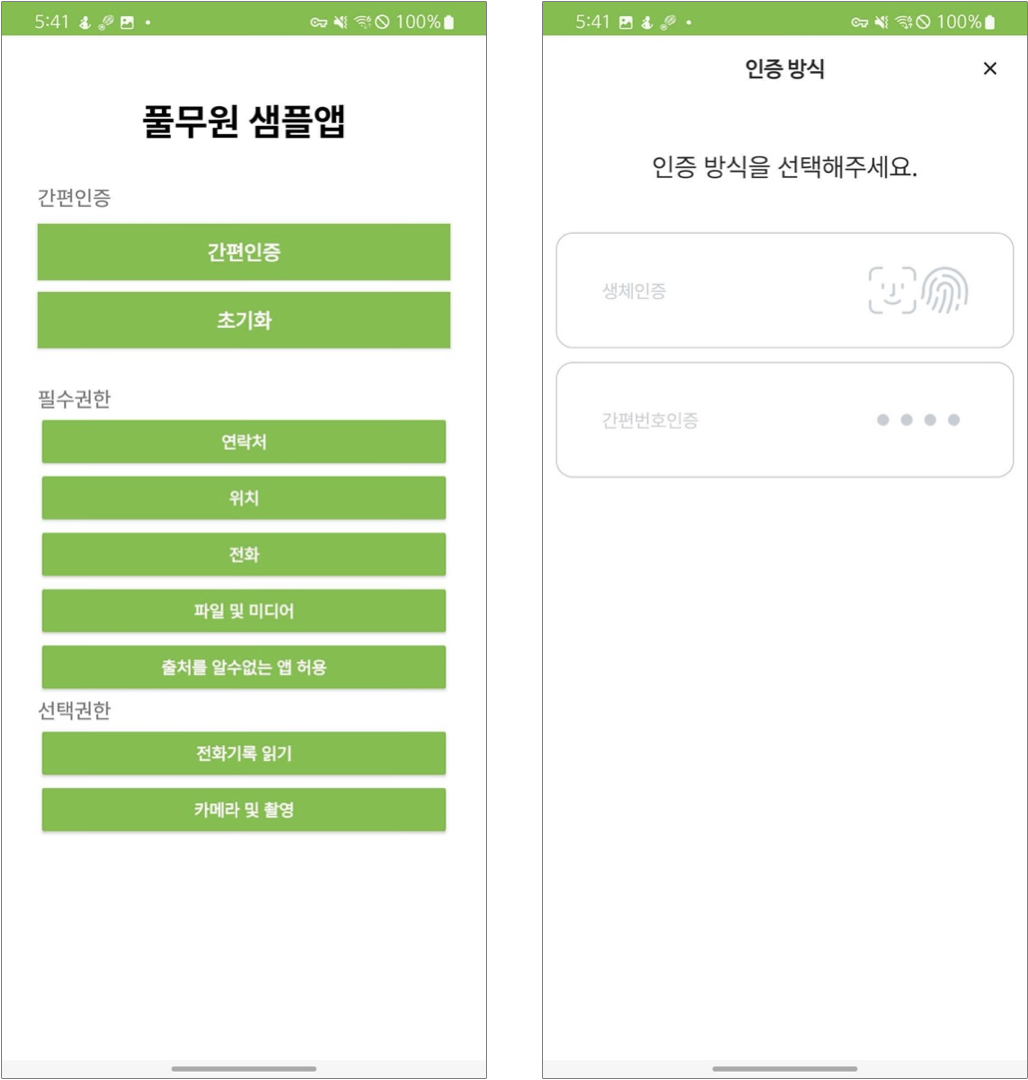 5:41
100%
풀무원 샘플앱
간편인증
간편인증
초기화
필수권한
연락처
위치
전화
파일 및 미디어
출처를 알수없는 앱 허용
선택권한
전화기록 읽기
카메라 및 촬영
5:41
100%
인증 방식
인증 방식을 선택해주세요.
생체인증
간편번호인증